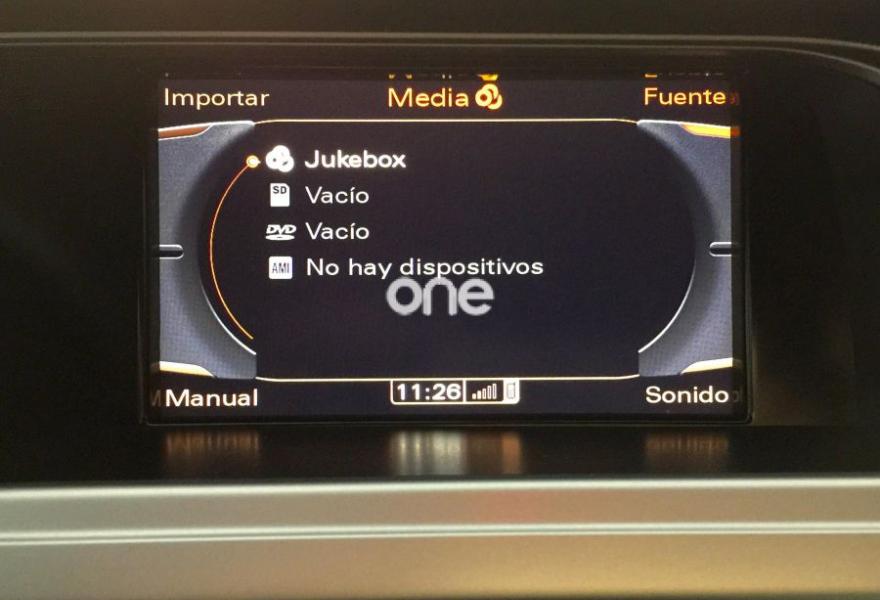 Importar
Media
Fuente
Jukebox
SD Vacío
DVD Vacío
AMI No hay dispositivos
one
11:26
Manual
Sonido